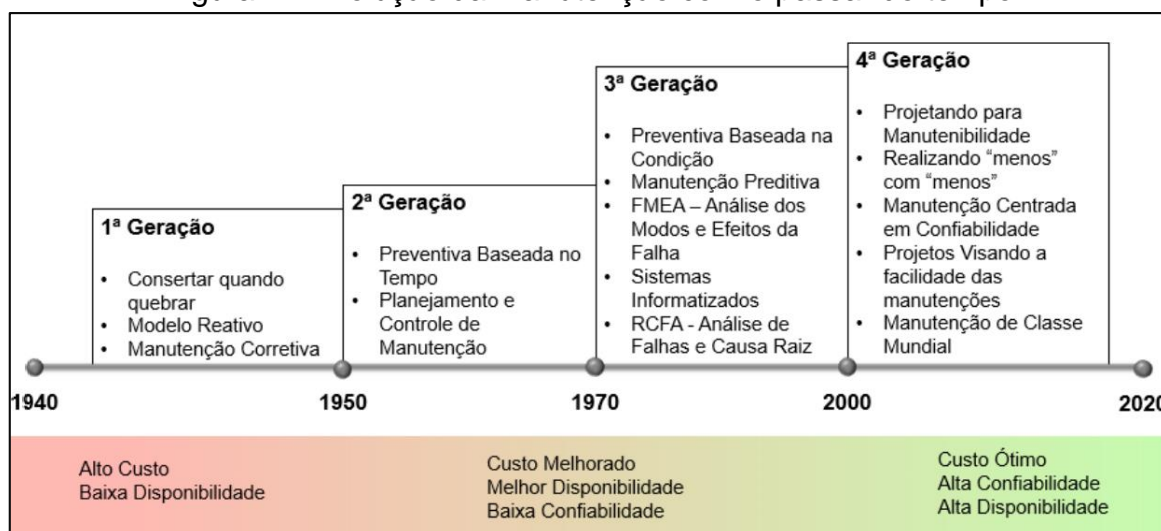 1ª Geração
• Consertar quando
quebrar
• Modelo Reativo
• Manutenção Corretiva
2ª Geração
• Preventiva Baseada no
Tempo
• Planejamento e
Controle de
Manutenção
3ª Geração
• Preventiva Baseada na
Condição
• Manutenção Preditiva
• FMEA – Análise dos
Modos e Efeitos da
Falha
• Sistemas
Informatizados
• RCFA - Análise de
Falhas e Causa Raiz
4ª Geração
• Projetando para
Manutenibilidade
• Realizando “menos”
com “menos”
• Manutenção Centrada
em Confiabilidade
• Projetos Visando a
facilidade das
manutenções
• Manutenção de Classe
Mundial
1940
1950
1970
2000
2020
Alto Custo
Baixa Disponibilidade
Custo Melhorado
Melhor Disponibilidade
Baixa Confiabilidade
Custo Ótimo
Alta Confiabilidade
Alta Disponibilidade